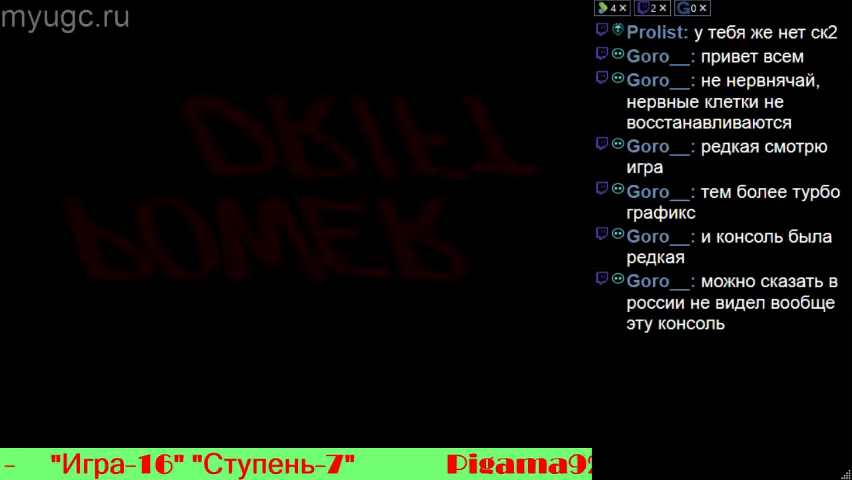 myugc.ru
4 × 2 × 0 ×
Prolist: у тебя же нет ск2
Goro__: привет всем
Goro__: не нервнячай,
нервные клетки не
восстанавливаются
Goro__: редкая смотрю
игра
Goro__: тем более турбо
графикс
Goro__: и консоль была
редкая
Goro__: можно сказать в
россии не видел вообще
эту консоль
DRIFT
POWER
- "Игра-16" "Ступень-7" Pigama92